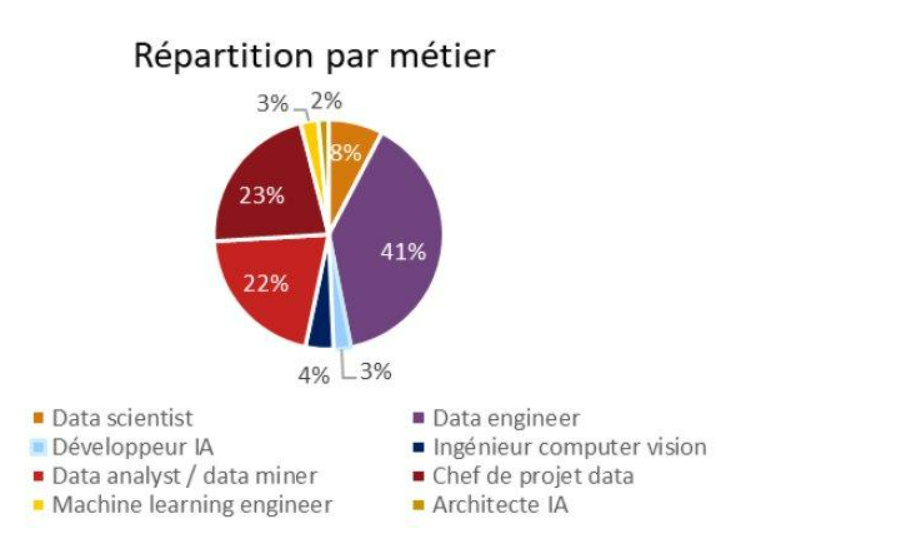 Répartition par métier
3% 2%
8%
23%
41%
22%
4% 3%
Data scientist Data engineer
Développeur IA Ingénieur computer vision
Data analyst / data miner Chef de projet data
Machine learning engineer Architecte IA